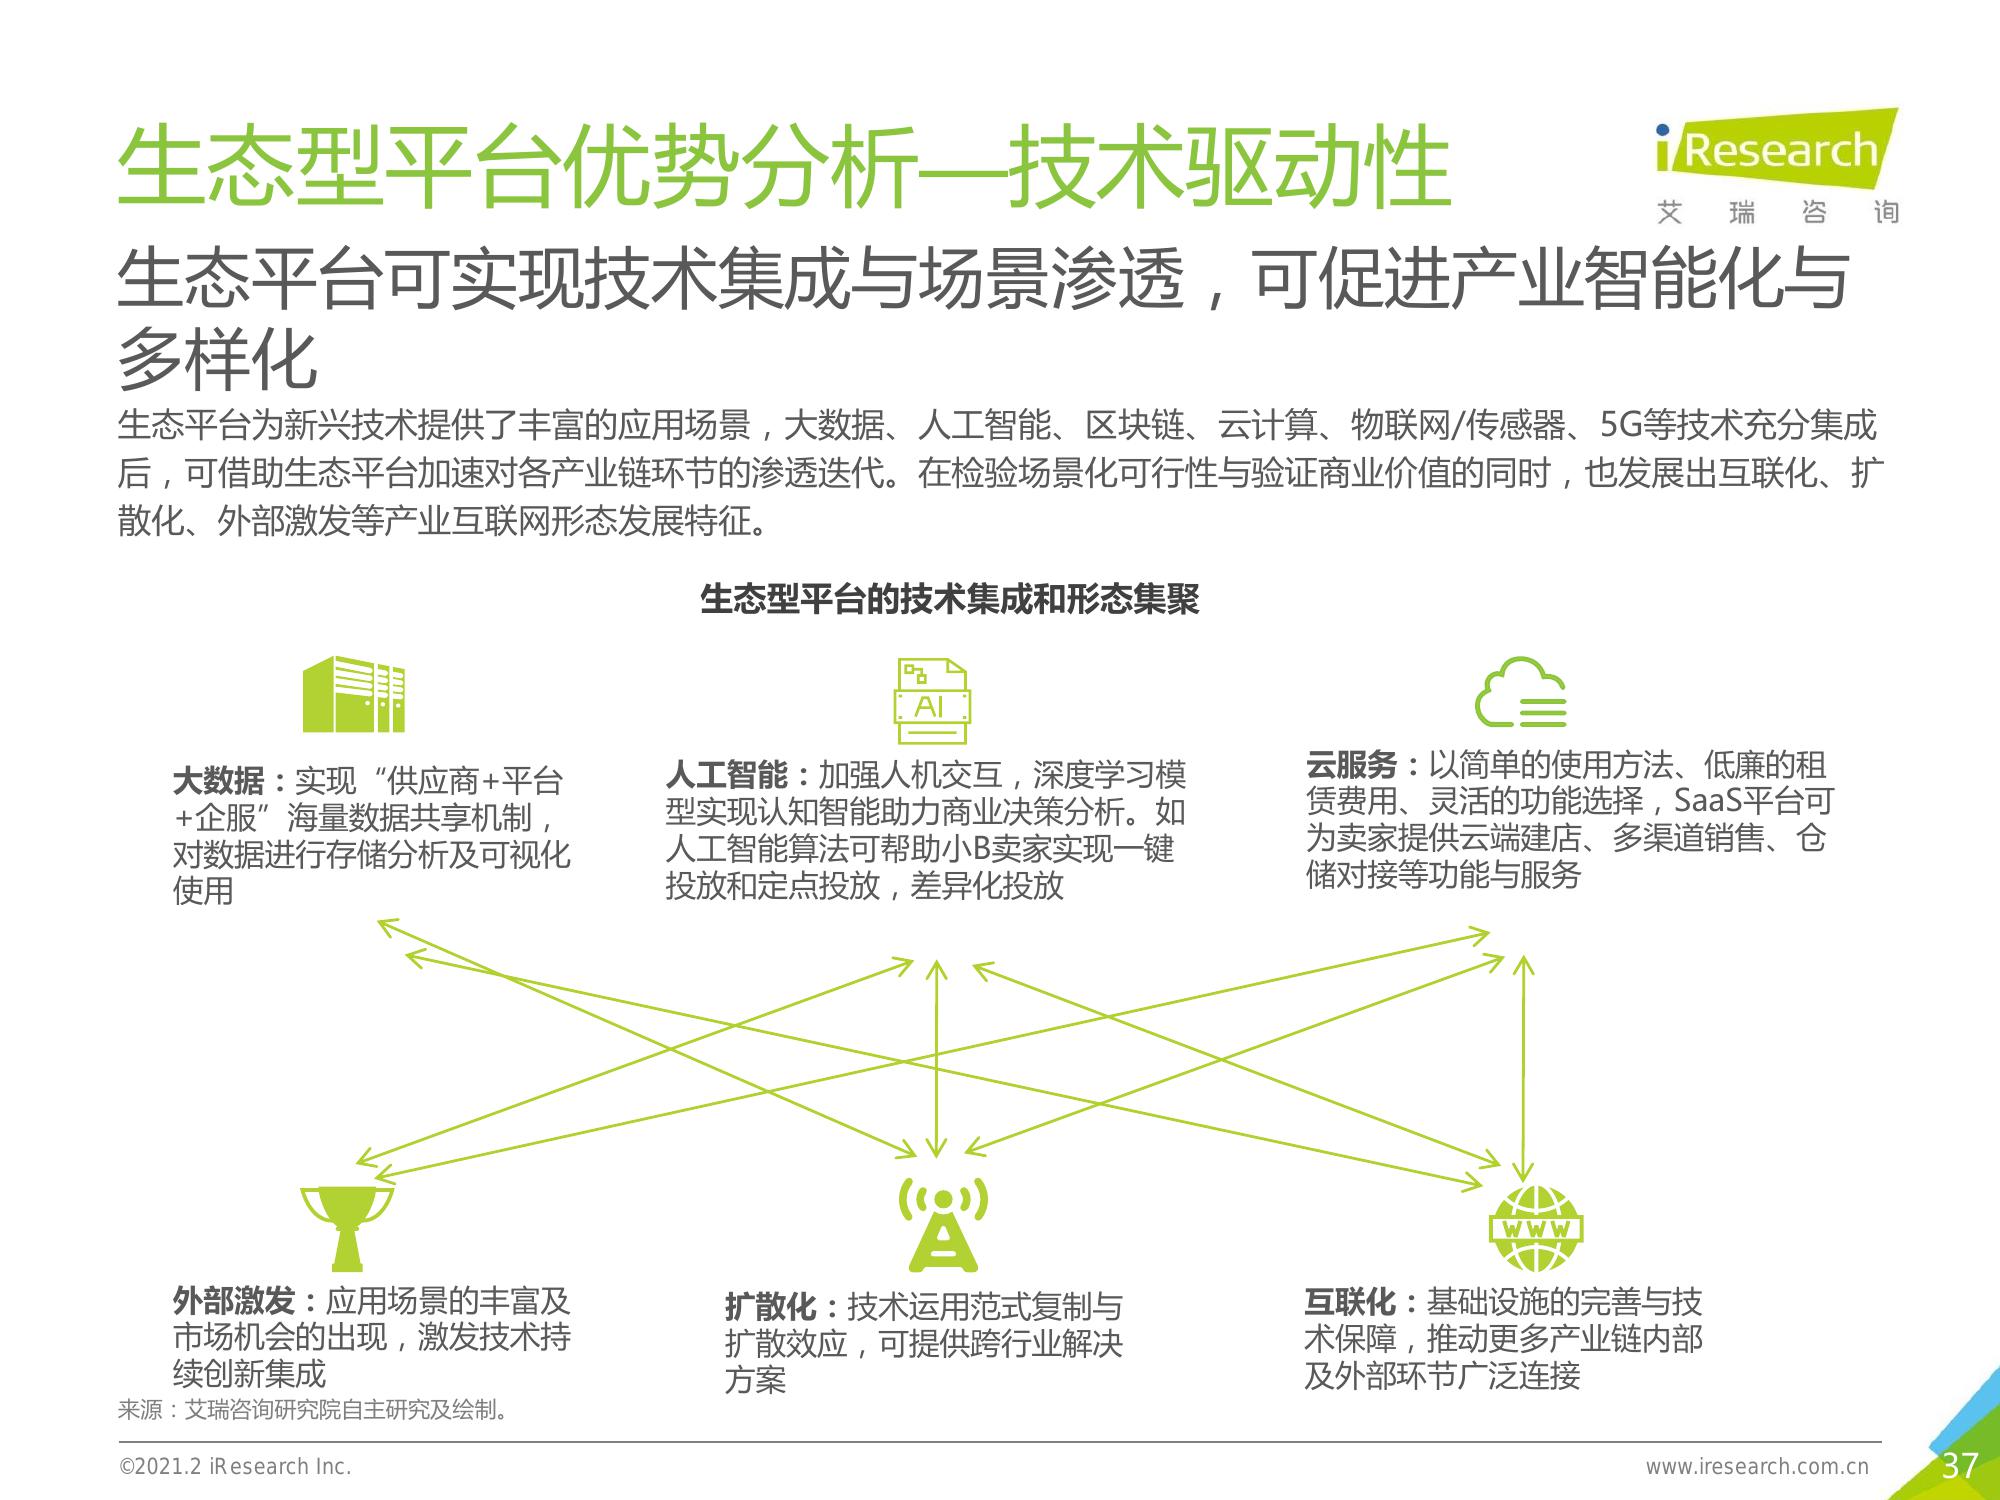 生态型平台优势分析—技术驱动性
iResearch
艾瑞咨询
生态平台可实现技术集成与场景渗透，可促进产业智能化与
多样化
生态平台为新兴技术提供了丰富的应用场景，大数据、人工智能、区块链、云计算、物联网/传感器、5G等技术充分集成
后，可借助生态平台加速对各产业链环节的渗透迭代。在检验场景化可行性与验证商业价值的同时，也发展出互联化、扩
散化、外部激发等产业互联网形态发展特征。
生态型平台的技术集成和形态集聚
大数据：实现“供应商+平台
+企服”海量数据共享机制，
对数据进行存储分析及可视化
使用
AI
人工智能：加强人机交互，深度学习模
型实现认知智能助力商业决策分析。如
人工智能算法可帮助小B卖家实现一键
投放和定点投放，差异化投放
云服务：以简单的使用方法、低廉的租
赁费用、灵活的功能选择，SaaS平台可
为卖家提供云端建店、多渠道销售、仓
储对接等功能与服务
外部激发：应用场景的丰富及
市场机会的出现，激发技术持
续创新集成
扩散化：技术运用范式复制与
扩散效应，可提供跨行业解决
方案
WWW
互联化：基础设施的完善与技
术保障，推动更多产业链内部
及外部环节广泛连接
来源：艾瑞咨询研究院自主研究及绘制。
©2021.2 iResearch Inc.
www.iresearch.com.cn
37